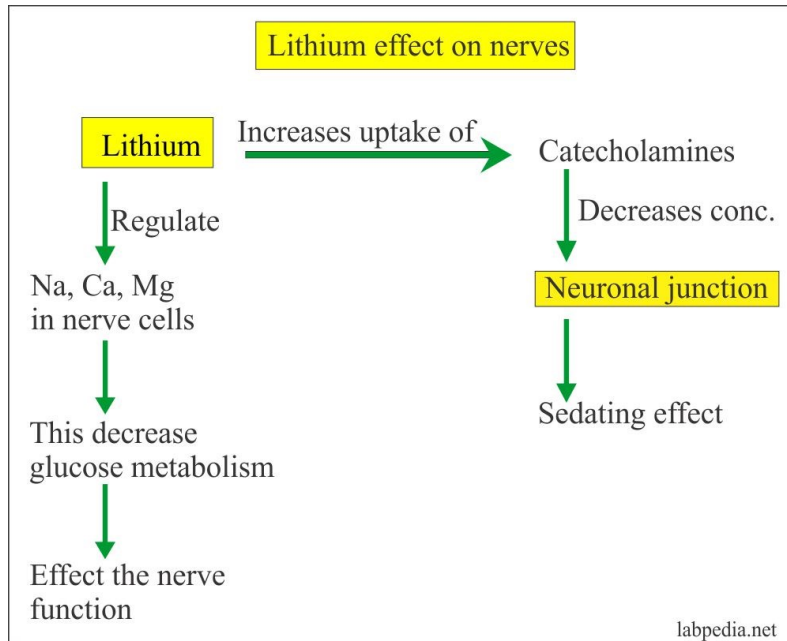 Lithium effect on nerves
Lithium
Increases uptake of
Catecholamines
Regulate
Decreases conc.
Na, Ca, Mg
in nerve cells
Neuronal junction
This decrease
glucose metabolism
Sedating effect
Effect the nerve
function
labpedia.net